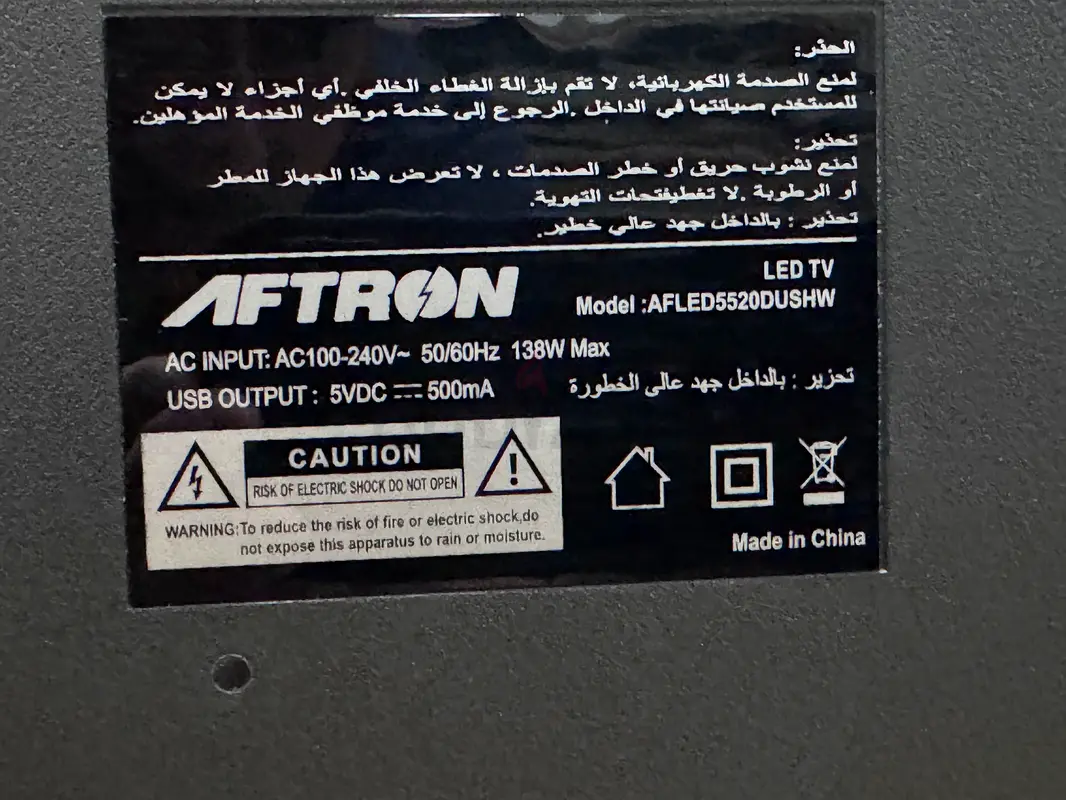 الحذر:
لمنع الصدمة الكهربائية، لا تقم بإزالة الغطاء الخلفي .أي أجزاء لا يمكن
للمستخدم صيانتها في الداخل .الرجوع إلى خدمة موظفي الخدمة المؤهلين.
تحذير:
لمنع نشوب حريق أو خطر الصدمات ، لا تعرض هذا الجهاز للمطر
أو الرطوبة .لا تغطيفتحات التهوية.
تحذير : بالداخل جهد عالي خطير.
AFTRON
LED TV
Model :AFLED5520DUSHW
AC INPUT: AC100-240V~ 50/60Hz 138W Max
USB OUTPUT : 5VDC ⎓ 500mA
تحزير : بالداخل جهد عالى الخطورة
CAUTION
RISK OF ELECTRIC SHOCK DO NOT OPEN
WARNING:To reduce the risk of fire or electric shock,do
not expose this apparatus to rain or moisture.
Made in China